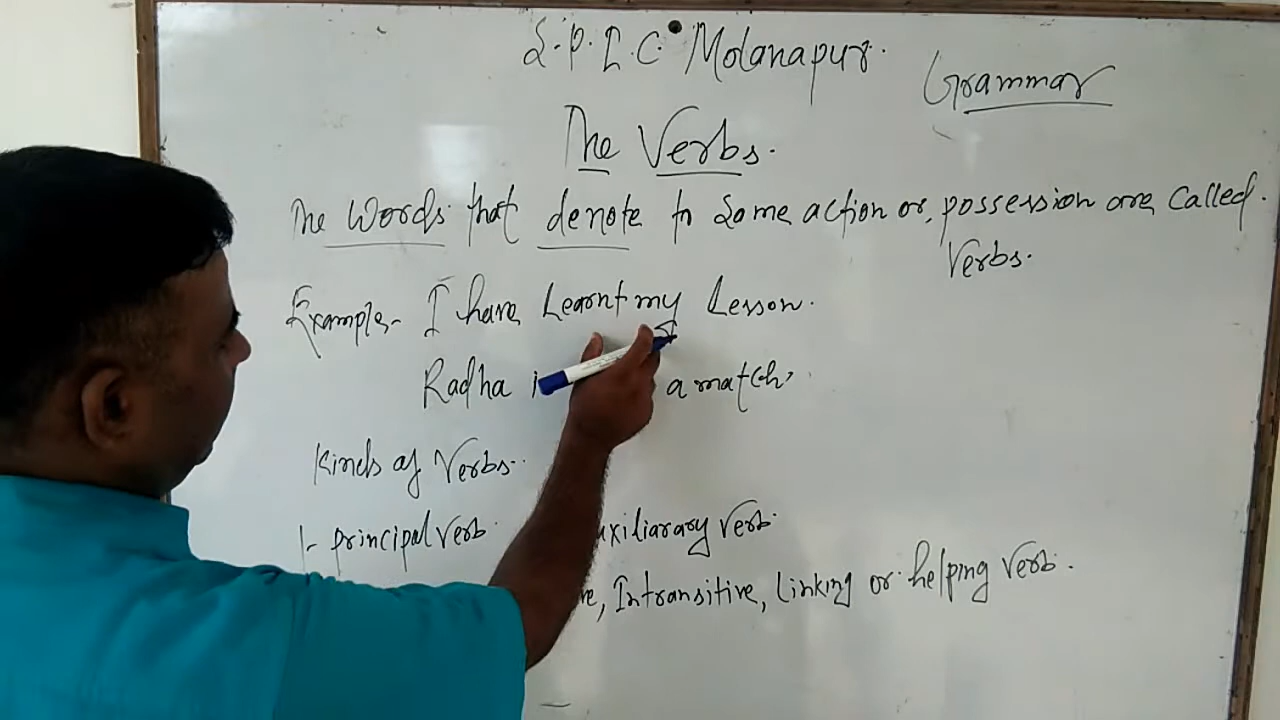 S.P.I.C. Molanapur.
Grammar
The Verbs.
The Words that denote to some action or, possession are called.
Verbs.
Example- I have Learnt my Lesson.
Radha a match,
Kinds of Verbs..
1- principal verb. uxiliarary verb.
Intransitive, Linking or helping verb.